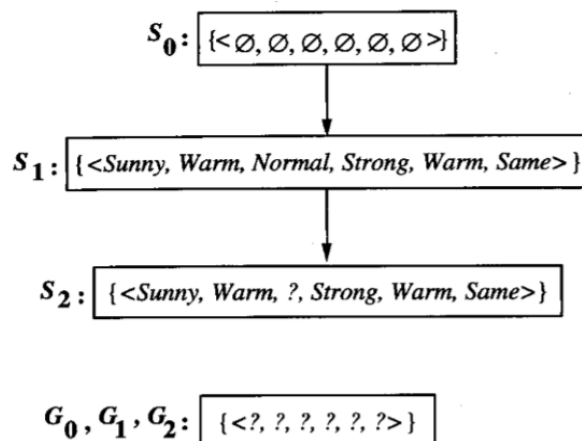 S₀: {<∅, ∅, ∅, ∅, ∅, ∅>}
S₁: {<Sunny, Warm, Normal, Strong, Warm, Same>}
S₂: {<Sunny, Warm, ?, Strong, Warm, Same>}
G₀, G₁, G₂: {<?, ?, ?, ?, ?, ?>}